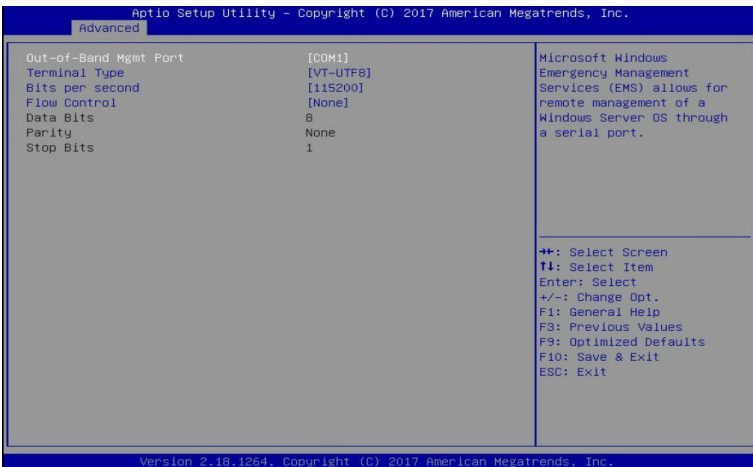 Aptio Setup Utility – Copyright (C) 2017 American Megatrends, Inc.
Advanced
Out-of-Band Mgmt Port [COM1]
Terminal Type [VT-UTF8]
Bits per second [115200]
Flow Control [None]
Data Bits 8
Parity None
Stop Bits 1
Microsoft Windows
Emergency Management
Services (EMS) allows for
remote management of a
Windows Server OS through
a serial port.
→←: Select Screen
↑↓: Select Item
Enter: Select
+/-: Change Opt.
F1: General Help
F3: Previous Values
F9: Optimized Defaults
F10: Save & Exit
ESC: Exit
Version 2.18.1264. Copyright (C) 2017 American Megatrends, Inc.